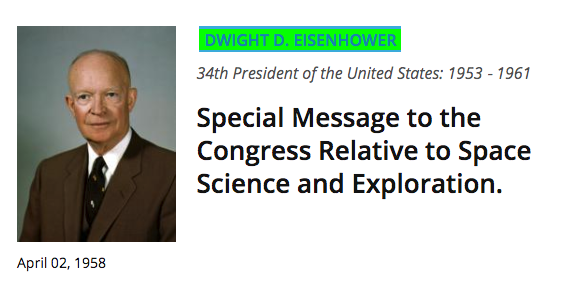 DWIGHT D. EISENHOWER
34th President of the United States: 1953 - 1961
Special Message to the
Congress Relative to Space
Science and Exploration.
April 02, 1958